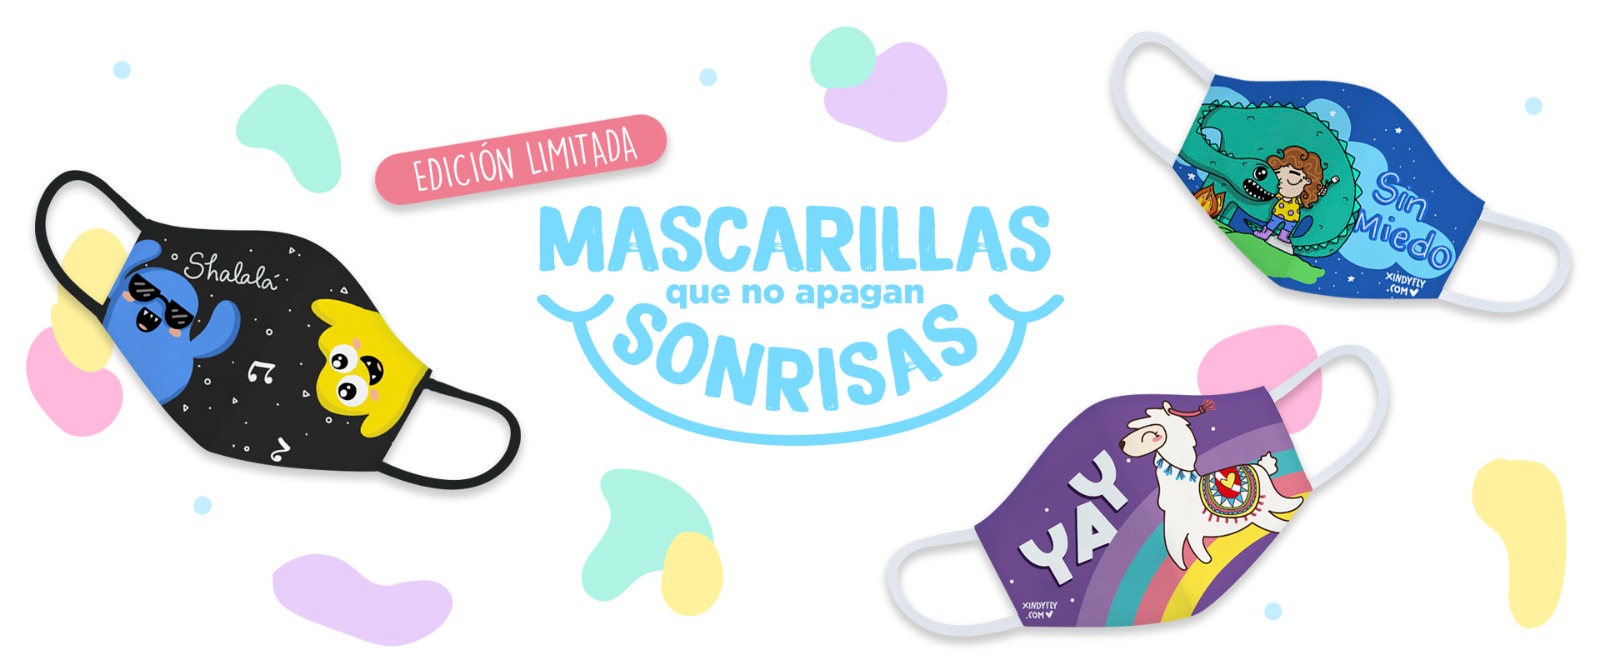 EDICIÓN LIMITADA
MASCARILLAS
que no apagan
SONRISAS
Shalalá
Sin
Miedo
XINDYFLY
.COM
YAY
XINDYFLY
.COM